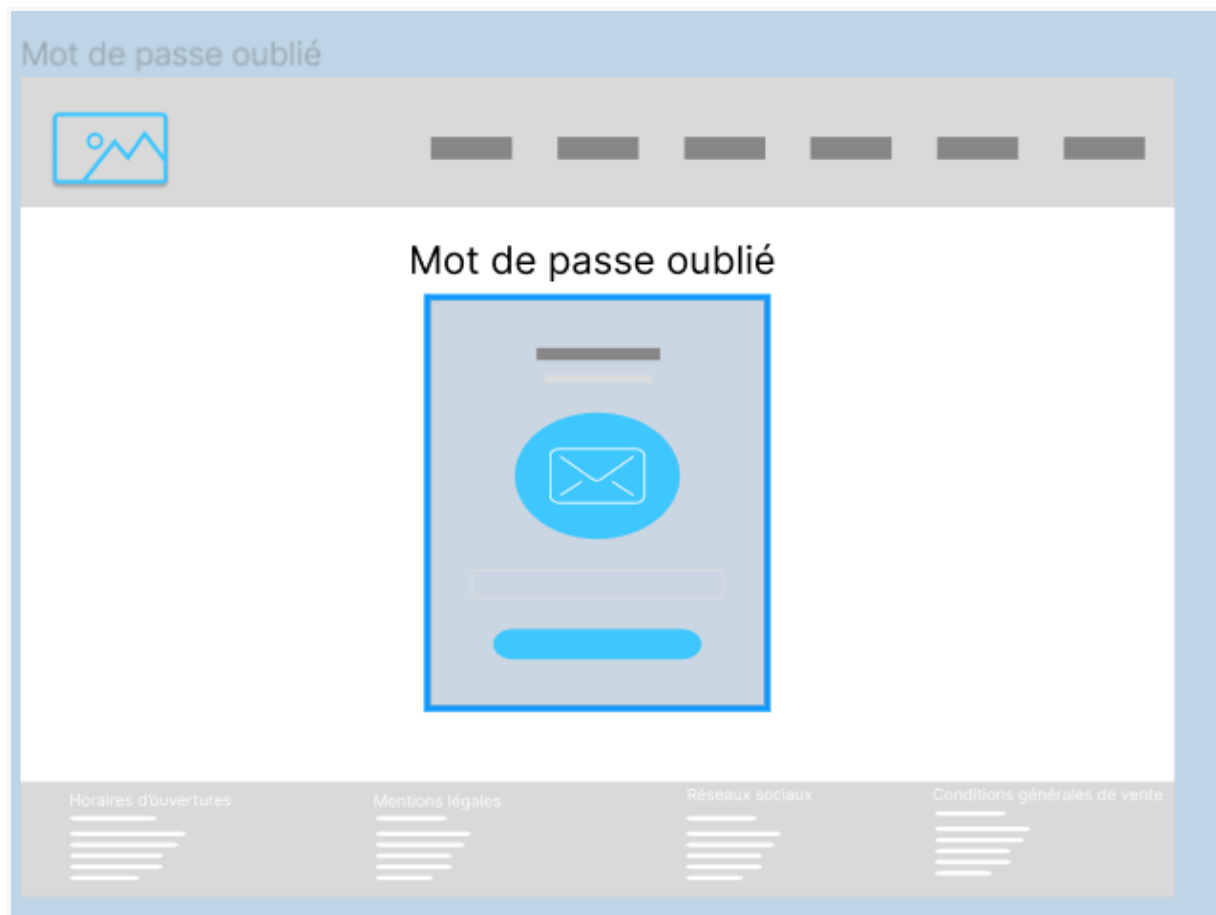 Mot de passe oublié
Mot de passe oublié
Horaires d'ouvertures
Mentions légales
Réseaux sociaux
Conditions générales de vente